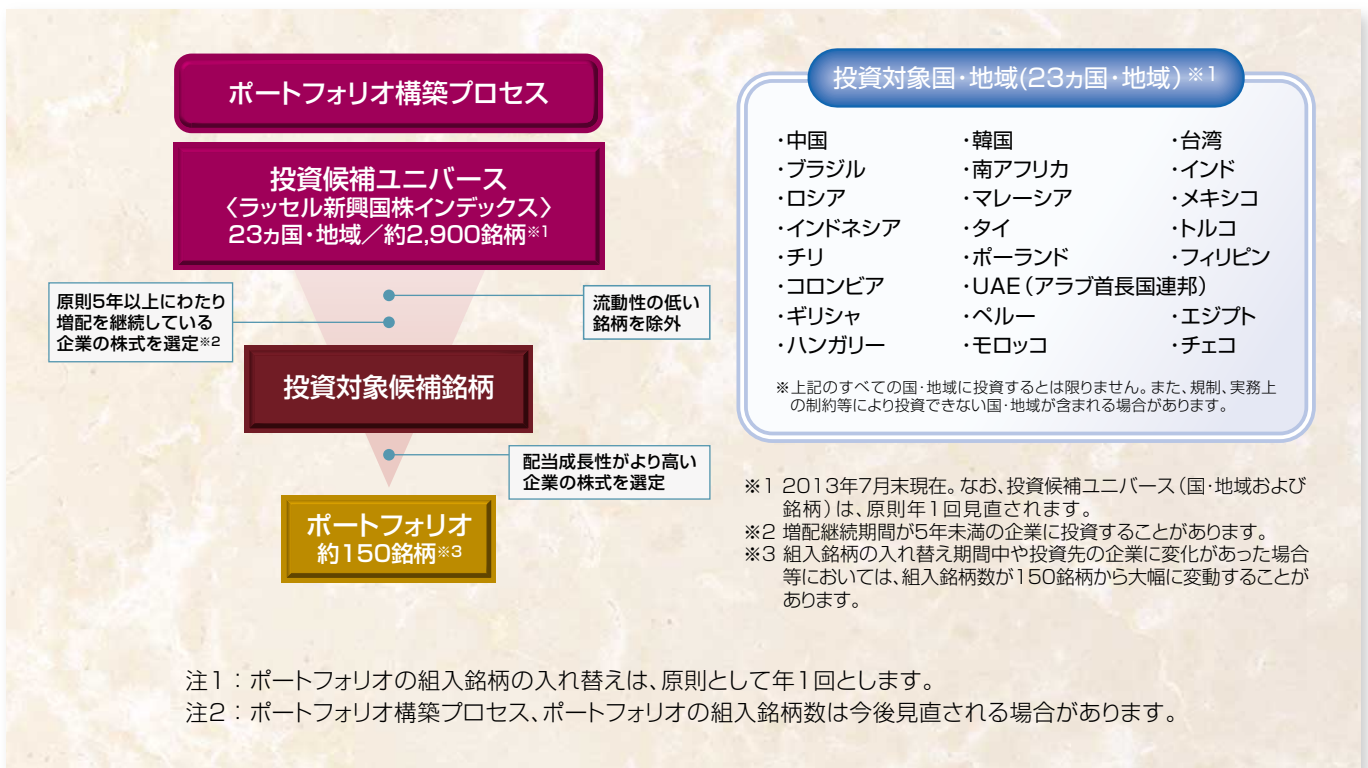 ポートフォリオ構築プロセス
投資候補ユニバース
〈ラッセル新興国株インデックス〉
23ヵ国・地域／約2,900銘柄※1
流動性の低い
銘柄を除外
原則5年以上にわたり
増配を継続している
企業の株式を選定※2
投資対象候補銘柄
配当成長性がより高い
企業の株式を選定
ポートフォリオ
約150銘柄※3
投資対象国・地域(23ヵ国・地域)※1
・中国 ・韓国 ・台湾
・ブラジル ・南アフリカ ・インド
・ロシア ・マレーシア ・メキシコ
・インドネシア ・タイ ・トルコ
・チリ ・ポーランド ・フィリピン
・コロンビア ・UAE（アラブ首長国連邦）
・ギリシャ ・ペルー ・エジプト
・ハンガリー ・モロッコ ・チェコ
※上記のすべての国・地域に投資するとは限りません。また、規制、実務上
の制約等により投資できない国・地域が含まれる場合があります。
※1 2013年7月末現在。なお、投資候補ユニバース（国・地域および
銘柄）は、原則年1回見直されます。
※2 増配継続期間が5年未満の企業に投資することがあります。
※3 組入銘柄の入れ替え期間中や投資先の企業に変化があった場合
等においては、組入銘柄数が150銘柄から大幅に変動することが
あります。
注1：ポートフォリオの組入銘柄の入れ替えは、原則として年1回とします。
注2：ポートフォリオ構築プロセス、ポートフォリオの組入銘柄数は今後見直される場合があります。